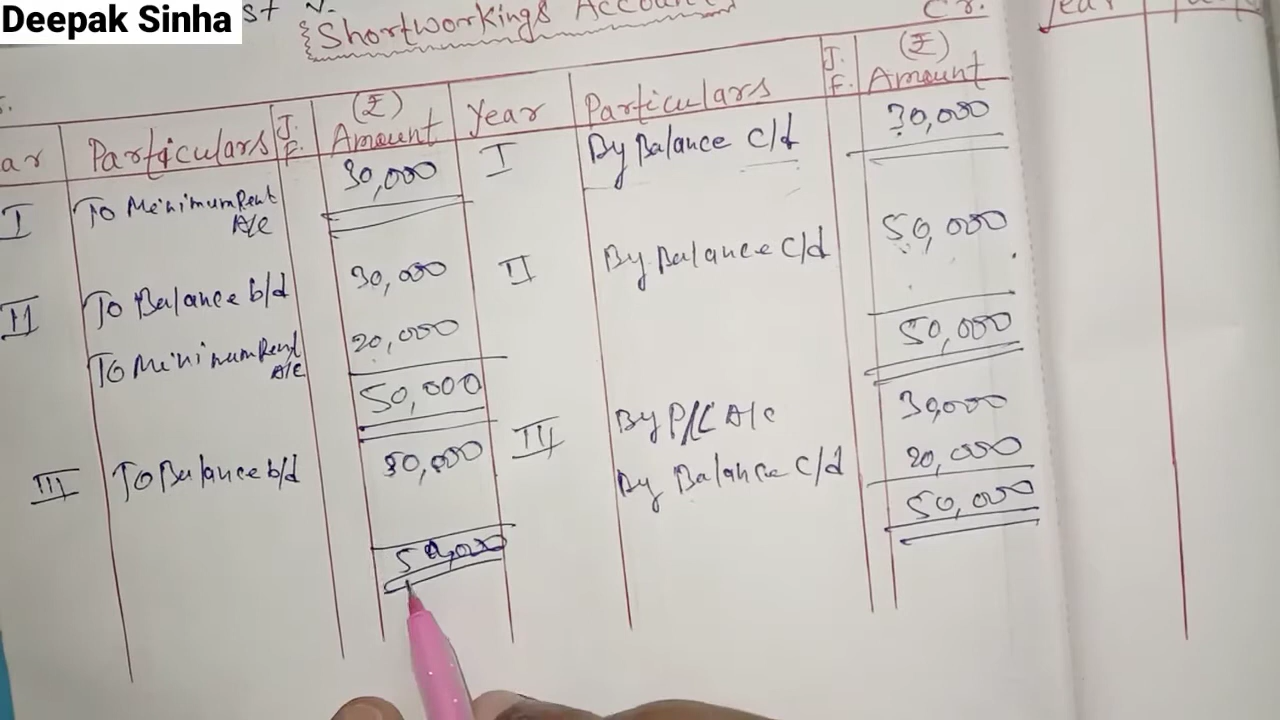 Deepak Sinha
Shortworkings Account
Cr.
Particulars J.F. (₹) Amount Year Particulars J.F. (₹) Amount
I To Minimum Rent A/c 30,000 I By Balance c/d 30,000
II To Balance b/d 30,000 II By Balance c/d 50,000
To Minimum Rent A/c 20,000
50,000 50,000
III To Balance b/d 50,000 III By P/L A/c 30,000
By Balance c/d 20,000
50,000 50,000